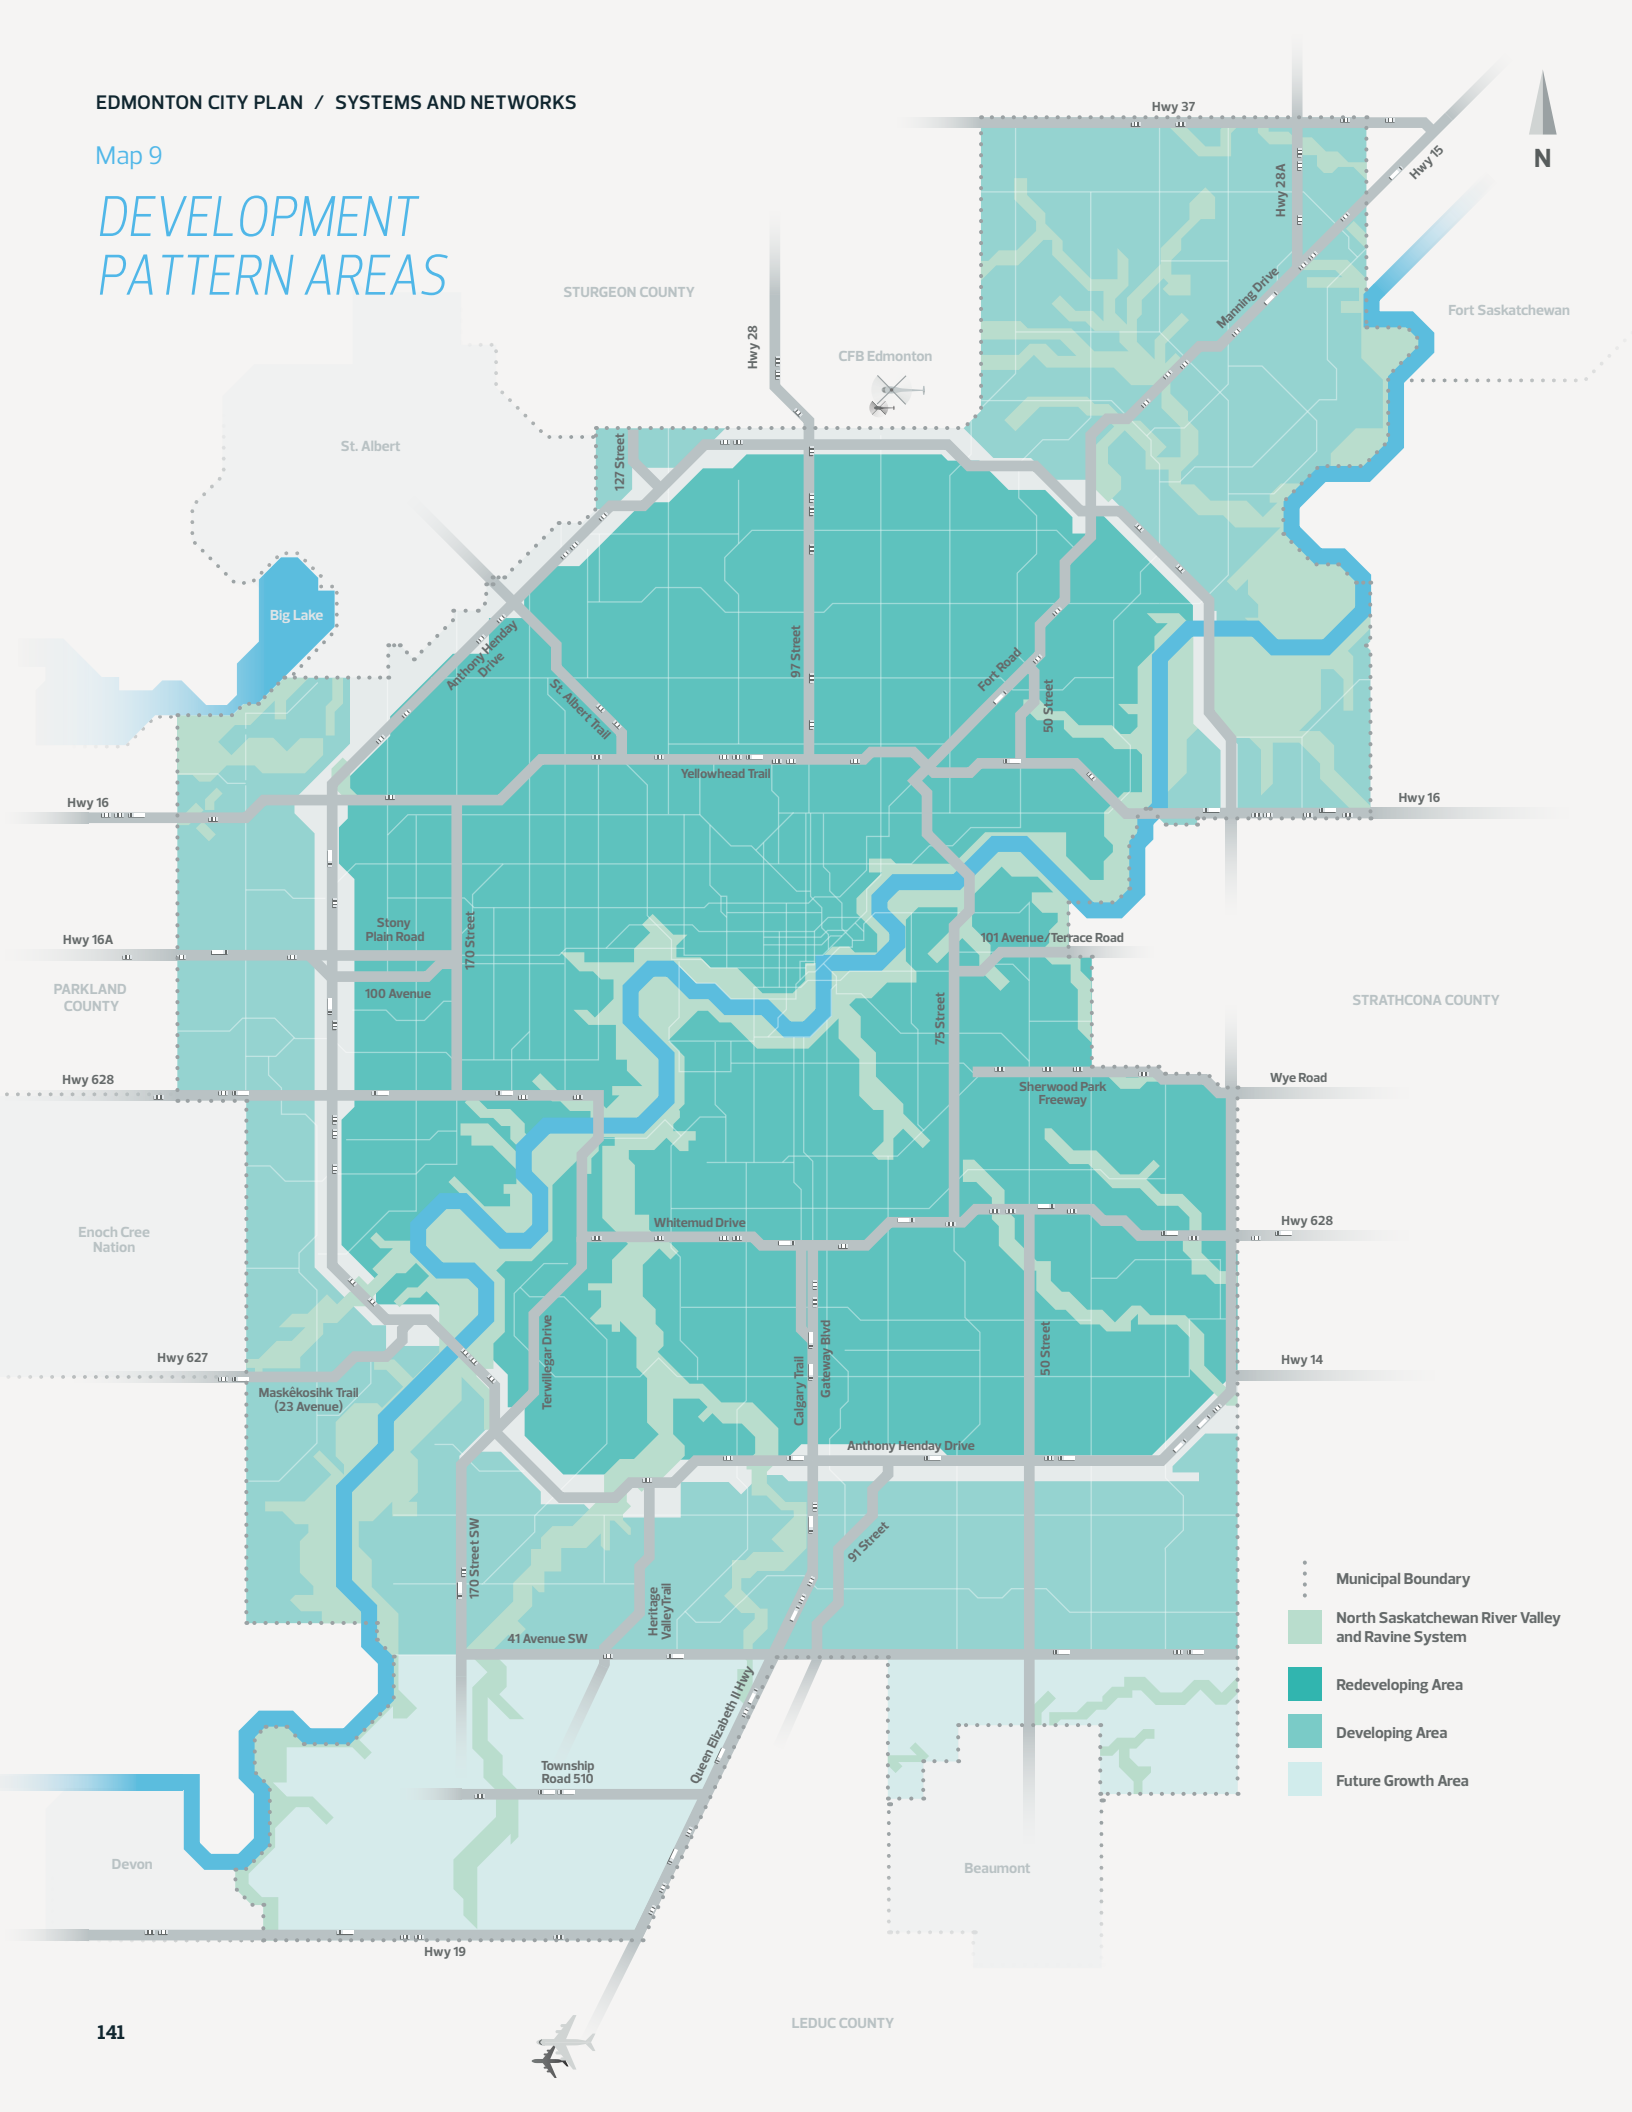 EDMONTON CITY PLAN / SYSTEMS AND NETWORKS
Map 9
DEVELOPMENT
PATTERN AREAS
Hwy 37
N
Hwy 15
Hwy 28A
STURGEON COUNTY
Fort Saskatchewan
Manning Drive
Hwy 28
CFB Edmonton
St. Albert
127 Street
Big Lake
Anthony Henday
Drive
97 Street
Fort Road
St. Albert Trail
50 Street
Yellowhead Trail
Hwy 16
Hwy 16
Stony
Plain Road
170 Street
Hwy 16A
101 Avenue/Terrace Road
PARKLAND
COUNTY
100 Avenue
STRATHCONA COUNTY
75 Street
Hwy 628
Sherwood Park
Freeway
Wye Road
Enoch Cree
Nation
Whitemud Drive
Hwy 628
Hwy 627
Maskêkosihk Trail
(23 Avenue)
Terwillegar Drive
Calgary Trail
Gateway Blvd
50 Street
Hwy 14
Anthony Henday Drive
170 Street SW
91 Street
Heritage
Valley Trail
41 Avenue SW
Municipal Boundary
North Saskatchewan River Valley
and Ravine System
Redeveloping Area
Developing Area
Future Growth Area
Queen Elizabeth II Hwy
Township
Road 510
Devon
Beaumont
Hwy 19
LEDUC COUNTY
141